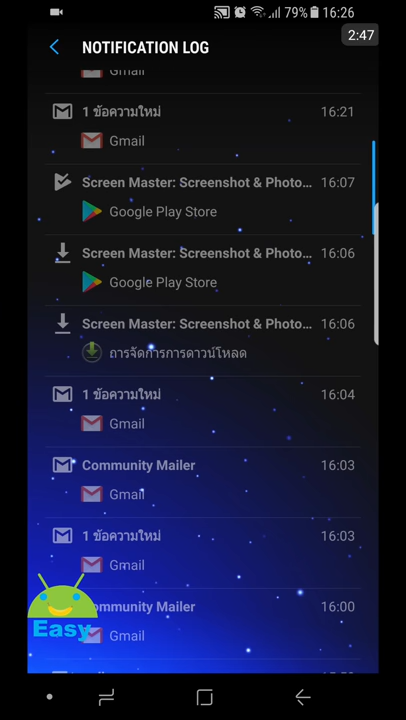 79% 16:26
2:47
NOTIFICATION LOG
Gmail
1 ข้อความใหม่ 16:21
Gmail
Screen Master: Screenshot & Photo... 16:07
Google Play Store
Screen Master: Screenshot & Photo... 16:06
Google Play Store
Screen Master: Screenshot & Photo... 16:06
ถารจัดการการดาวน์โหลด
1 ข้อความใหม่ 16:04
Gmail
Community Mailer 16:03
Gmail
1 ข้อความใหม่ 16:03
Gmail
ommunity Mailer 16:00
Easy
Gmail